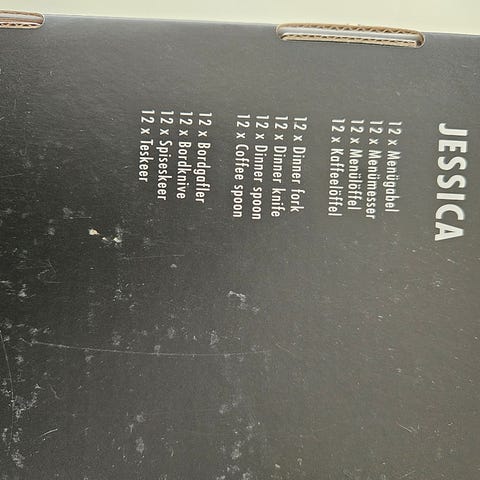 JESSICA
12 x Menügabel
12 x Menümesser
12 x Menülöffel
12 x Kaffeelöffel
12 x Dinner fork
12 x Dinner knife
12 x Dinner spoon
12 x Coffee spoon
12 x Bordgafler
12 x Bordknive
12 x Spiseskeer
12 x Teskeer